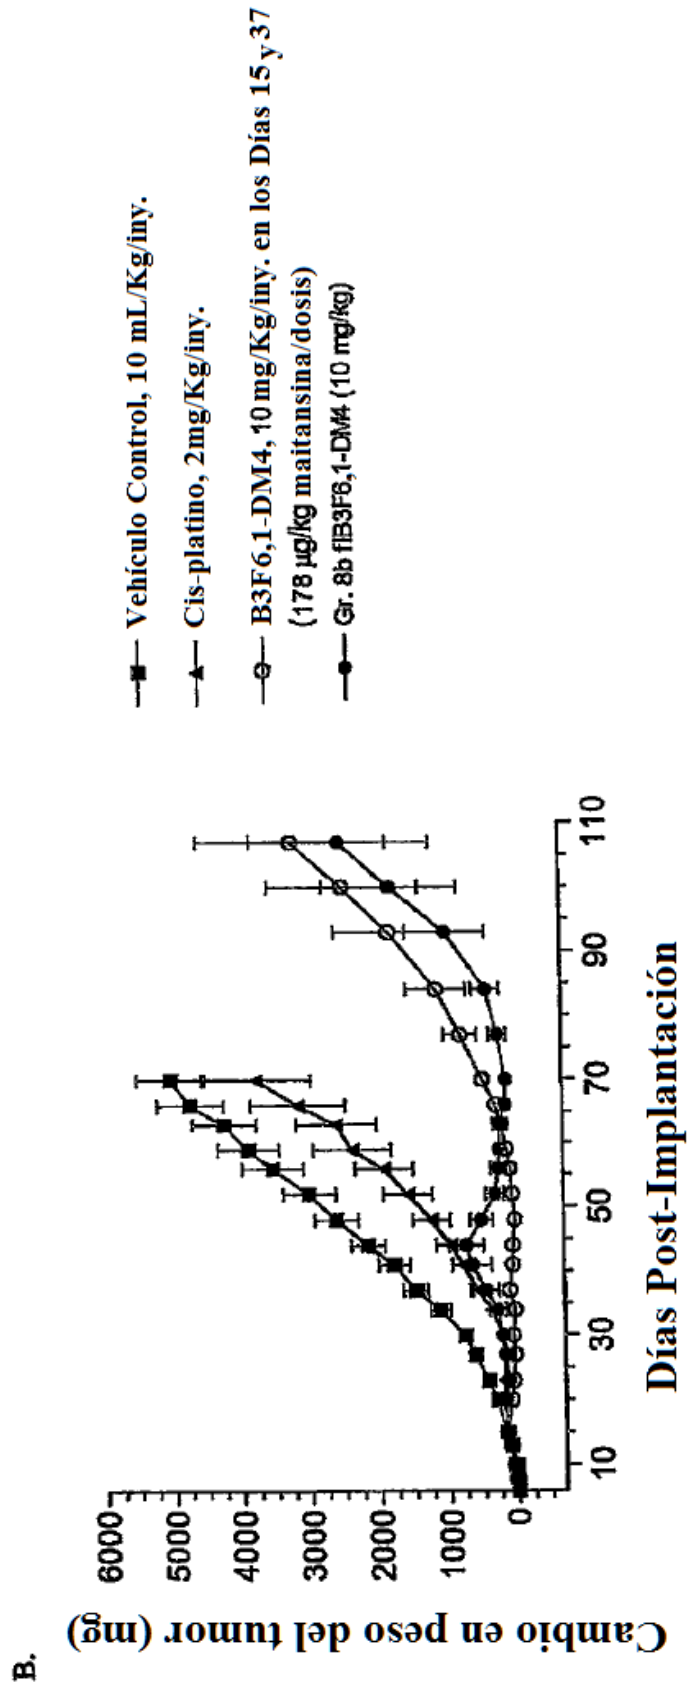 B.
Cambio en peso del tumor (mg)
6000
5000
4000
3000
2000
1000
0
10
30
50
70
90
110
Días Post-Implantación
Vehículo Control, 10 mL/Kg/iny.
Cis-platino, 2mg/Kg/iny.
B3F6,1-DM4, 10 mg/Kg/iny. en los Días 15 y 37
(178 µg/kg maitansina/dosis)
Gr. 8b flB3F6,1-DM4 (10 mg/kg)